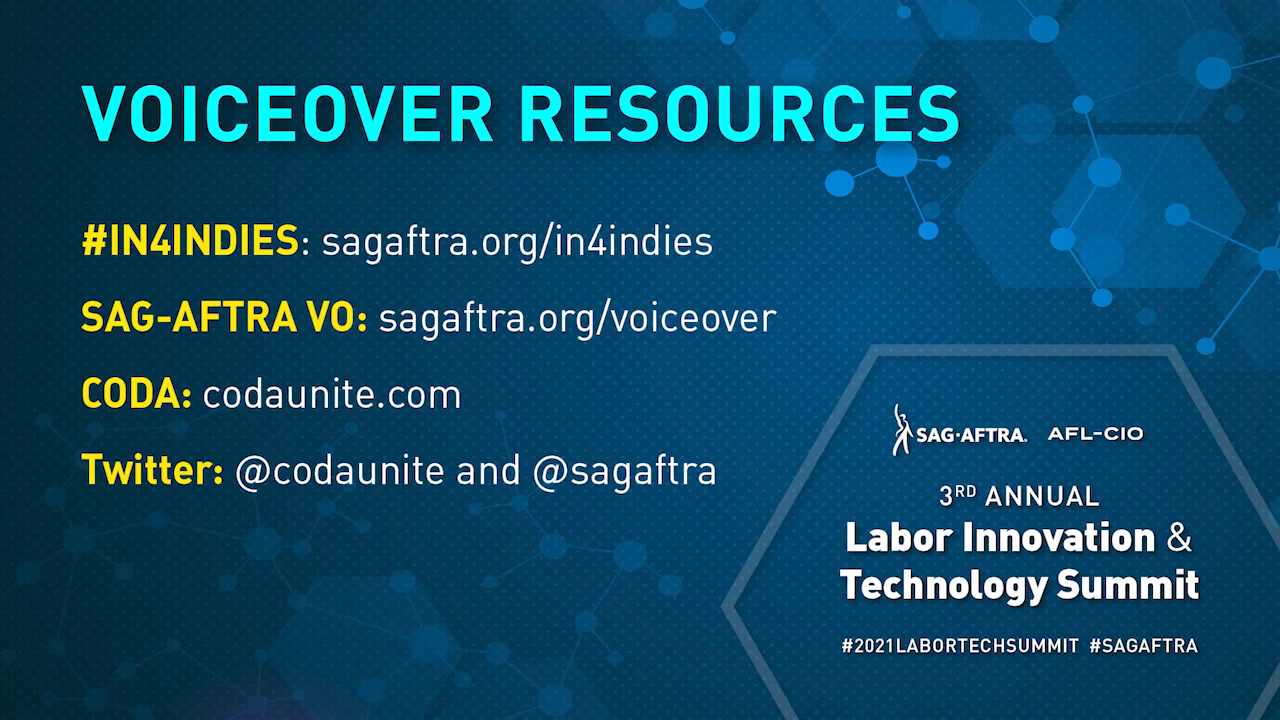 VOICEOVER RESOURCES
#IN4INDIES: sagaftra.org/in4indies
SAG-AFTRA VO: sagaftra.org/voiceover
CODA: codaunite.com
Twitter: @codaunite and @sagaftra
SAG·AFTRA. AFL-CIO
3RD ANNUAL
Labor Innovation &
Technology Summit
#2021LABORTECHSUMMIT #SAGAFTRA